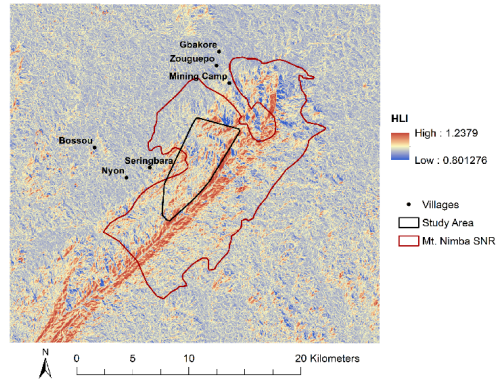 Gbakore
Zouguepo
Mining Camp
Bossou
Seringbara
Nyon
HLI
High : 1.2379
Low : 0.801276
Villages
Study Area
Mt. Nimba SNR
N
0 5 10 20 Kilometers